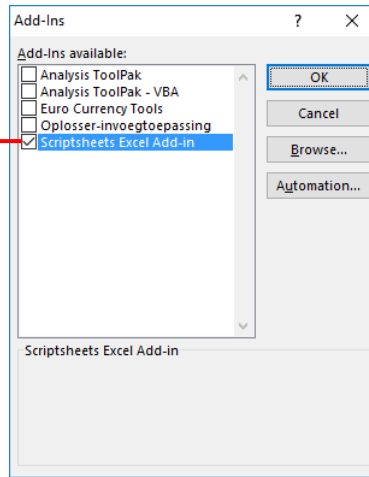 Add-Ins ? X
Add-Ins available:
Analysis ToolPak
Analysis ToolPak - VBA
Euro Currency Tools
Oplosser-invoegtoepassing
Scriptsheets Excel Add-in
OK
Cancel
Browse...
Automation...
Scriptsheets Excel Add-in